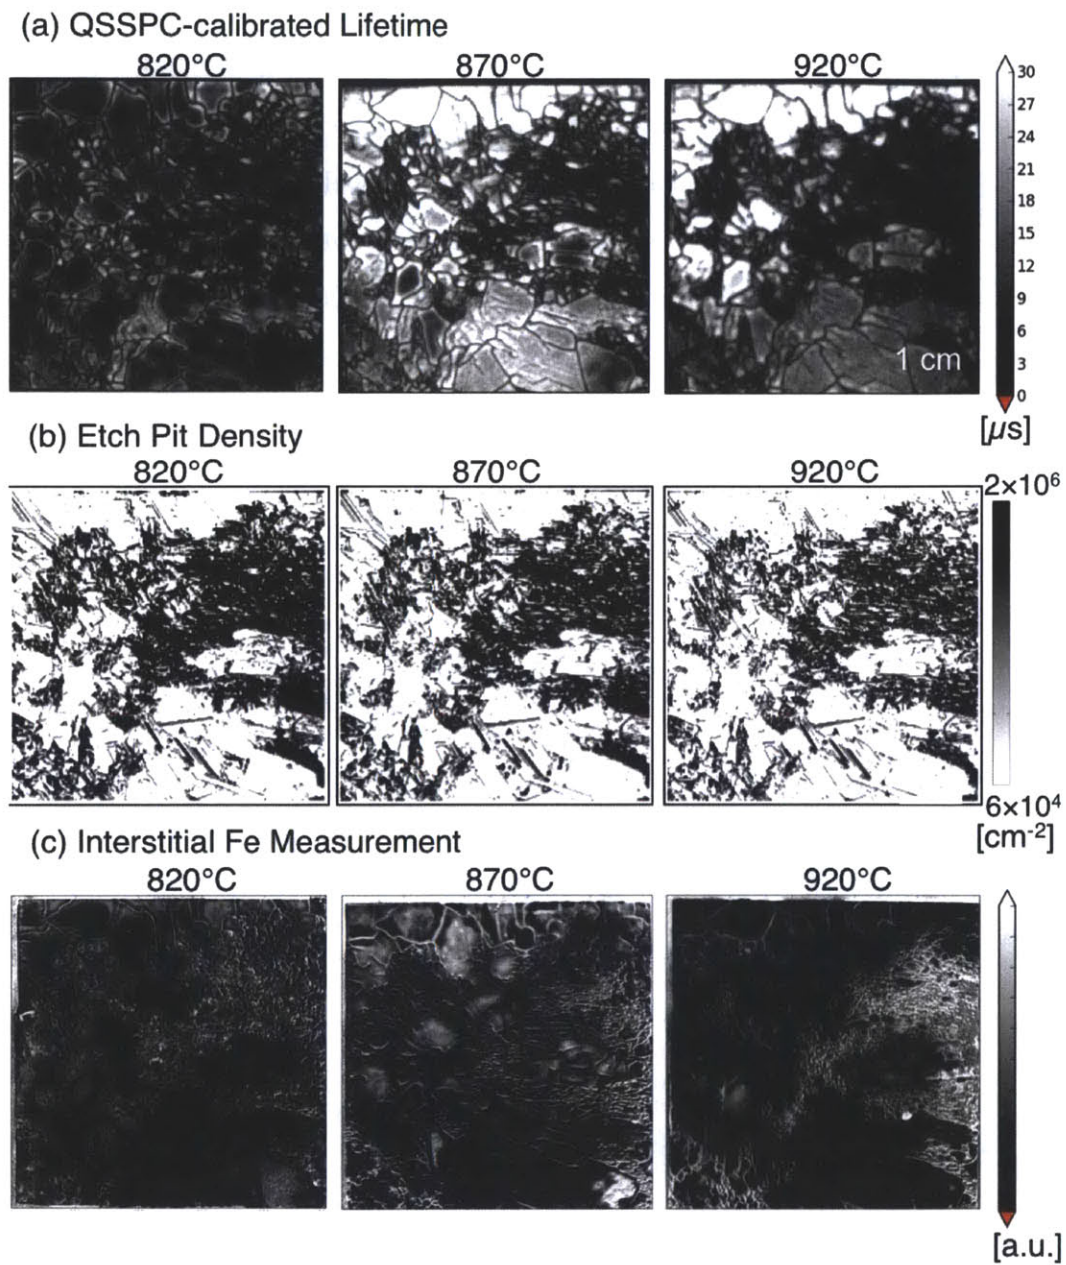 (a) QSSPC-calibrated Lifetime
820°C 870°C 920°C
30
27
24
21
18
15
12
9
6
3
0
1 cm
[µs]
(b) Etch Pit Density
820°C 870°C 920°C
2×10⁶
6×10⁴
[cm⁻²]
(c) Interstitial Fe Measurement
820°C 870°C 920°C
[a.u.]